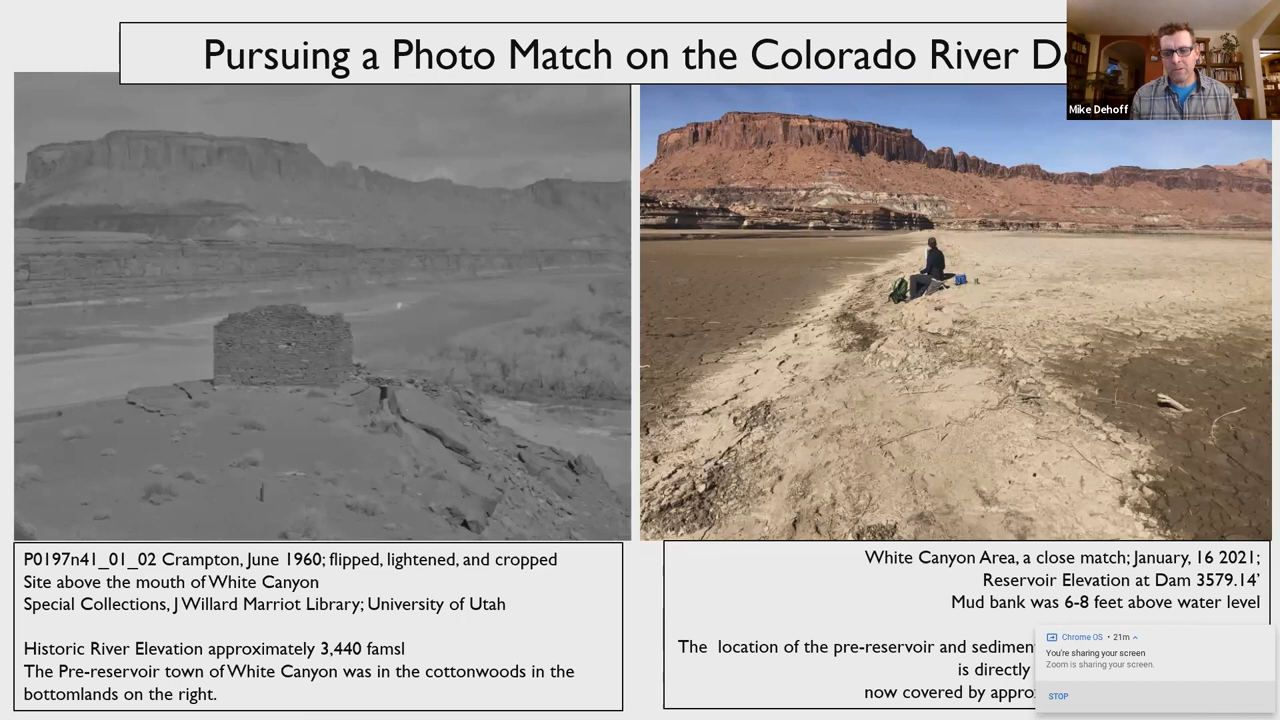 Pursuing a Photo Match on the Colorado River D
Mike Dehoff
P0197n41_01_02 Crampton, June 1960; flipped, lightened, and cropped
Site above the mouth of White Canyon
Special Collections, J Willard Marriot Library; University of Utah
Historic River Elevation approximately 3,440 famsl
The Pre-reservoir town of White Canyon was in the cottonwoods in the
bottomlands on the right.
White Canyon Area, a close match; January, 16 2021;
Reservoir Elevation at Dam 3579.14’
Mud bank was 6-8 feet above water level
The location of the pre-reservoir and
is directly
now covered by
Chrome OS • 21m
You're sharing your screen
Zoom is sharing your screen.
STOP